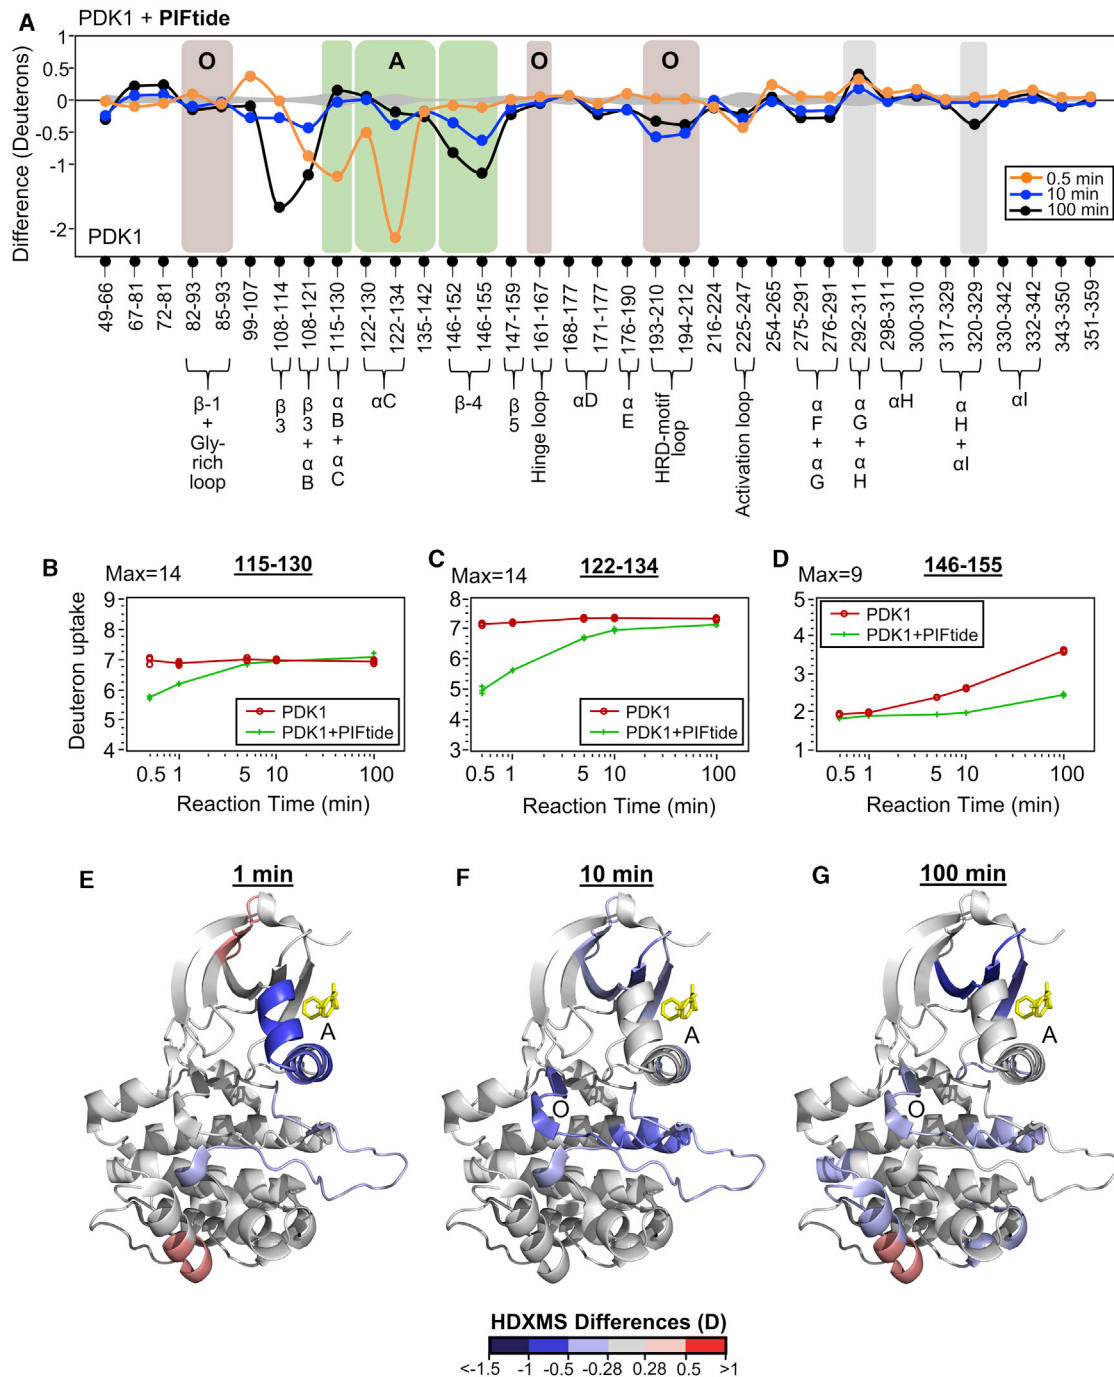 A
PDK1 + PIFtide
Difference (Deuterons)
1
0.5
0
-0.5
-1
-2
O
A
O
O
PDK1
0.5 min
10 min
100 min
49-66
67-81
72-81
82-93
85-93
99-107
108-114
108-121
115-130
122-130
122-134
135-142
146-152
146-155
147-159
161-167
168-177
171-177
176-190
193-210
194-212
216-224
225-247
254-265
275-291
276-291
292-311
298-311
300-310
317-329
320-329
330-342
332-342
343-350
351-359
β-1
+
Gly-
rich
loop
β
3
β
3
+
α
B
α
B
+
α
C
αC
β-4
β
5
Hinge loop
αD
α
E
HRD-motif
loop
Activation loop
α
F
+
α
G
α
G
+
α
H
αH
α
H
+
αI
αI
B
Max=14
115-130
Deuteron uptake
9
8
7
6
5
4
PDK1
PDK1+PIFtide
0.5
1
5
10
100
Reaction Time (min)
C
Max=14
122-134
8
7
6
5
4
3
PDK1
PDK1+PIFtide
0.5
1
5
10
100
Reaction Time (min)
D
Max=9
146-155
5
4
3
2
1
PDK1
PDK1+PIFtide
0.5
1
5
10
100
Reaction Time (min)
E
1 min
A
F
10 min
A
O
G
100 min
A
O
HDXMS Differences (D)
<-1.5 -1 -0.5 -0.28 0.28 0.5 >1